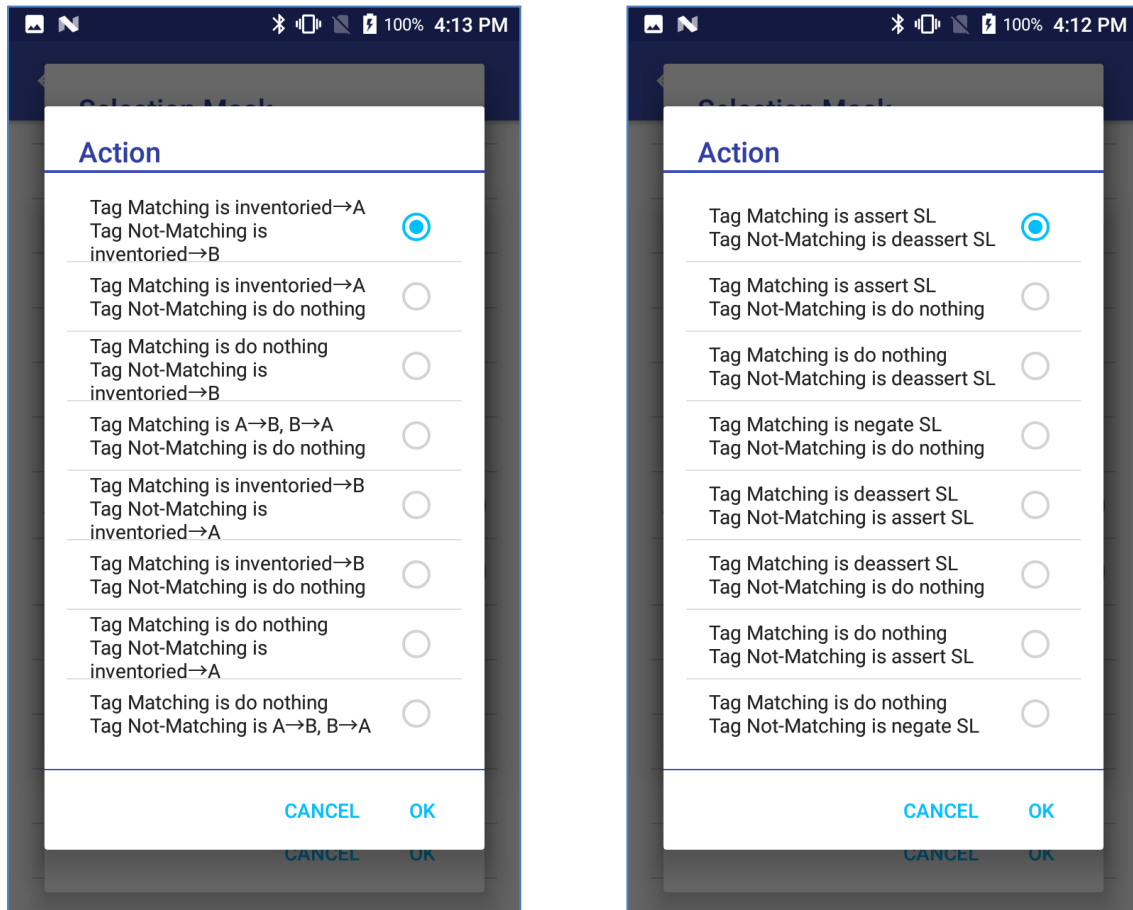 100% 4:13 PM
Selection Mask
Action
Tag Matching is inventoried→A
Tag Not-Matching is
inventoried→B
Tag Matching is inventoried→A
Tag Not-Matching is do nothing
Tag Matching is do nothing
Tag Not-Matching is
inventoried→B
Tag Matching is A→B, B→A
Tag Not-Matching is do nothing
Tag Matching is inventoried→B
Tag Not-Matching is
inventoried→A
Tag Matching is inventoried→B
Tag Not-Matching is do nothing
Tag Matching is do nothing
Tag Not-Matching is
inventoried→A
Tag Matching is do nothing
Tag Not-Matching is A→B, B→A
CANCEL OK
CANCEL OK
100% 4:12 PM
Selection Mask
Action
Tag Matching is assert SL
Tag Not-Matching is deassert SL
Tag Matching is assert SL
Tag Not-Matching is do nothing
Tag Matching is do nothing
Tag Not-Matching is deassert SL
Tag Matching is negate SL
Tag Not-Matching is do nothing
Tag Matching is deassert SL
Tag Not-Matching is assert SL
Tag Matching is deassert SL
Tag Not-Matching is do nothing
Tag Matching is do nothing
Tag Not-Matching is assert SL
Tag Matching is do nothing
Tag Not-Matching is negate SL
CANCEL OK
CANCEL OK